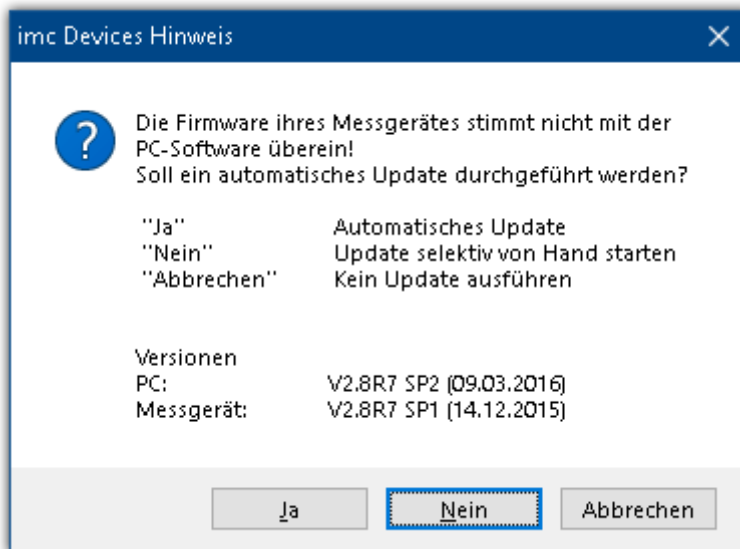 imc Devices Hinweis
Die Firmware ihres Messgerätes stimmt nicht mit der
PC-Software überein!
Soll ein automatisches Update durchgeführt werden?
"Ja" Automatisches Update
"Nein" Update selektiv von Hand starten
"Abbrechen" Kein Update ausführen
Versionen
PC: V2.8R7 SP2 (09.03.2016)
Messgerät: V2.8R7 SP1 (14.12.2015)
Ja Nein Abbrechen